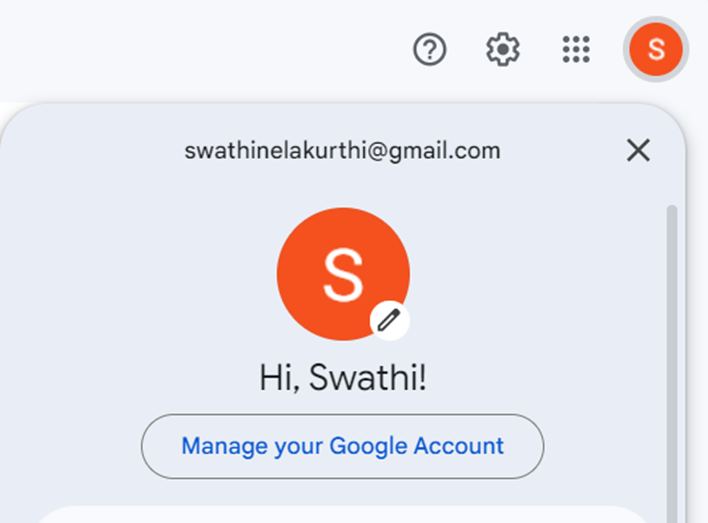 S
swathinelakurthi@gmail.com
S
Hi, Swathi!
Manage your Google Account